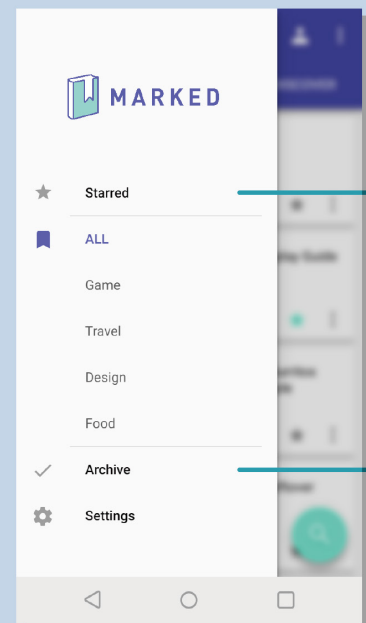 MARKED
Starred
ALL
Game
Travel
Design
Food
Archive
Settings